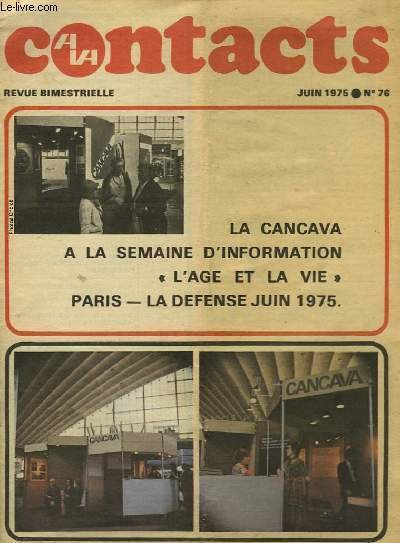 © Le-livre.com
contacts
AVA
REVUE BIMESTRIELLE
JUIN 1975 ● N° 76
LA CANCAVA
A LA SEMAINE D'INFORMATION
« L'AGE ET LA VIE »
PARIS — LA DEFENSE JUIN 1975.
CANCAVA
CANCAVA